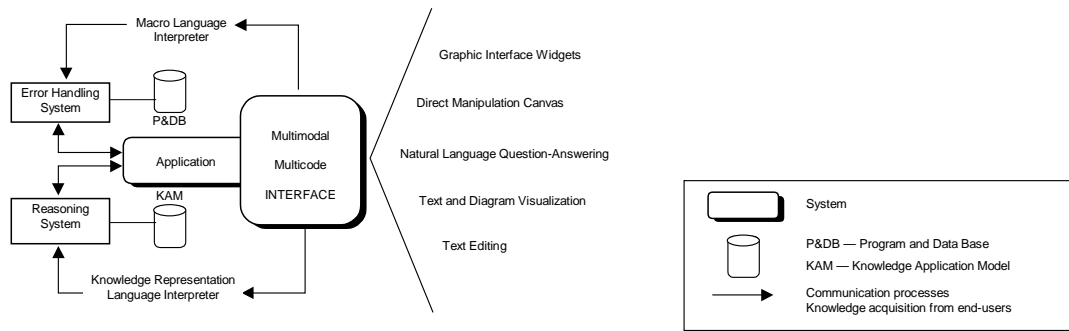 Macro Language
Interpreter
Error Handling
System
P&DB
Application
Multimodal
Multicode
INTERFACE
KAM
Reasoning
System
Knowledge Representation
Language Interpreter
Graphic Interface Widgets
Direct Manipulation Canvas
Natural Language Question-Answering
Text and Diagram Visualization
Text Editing
System
P&DB — Program and Data Base
KAM — Knowledge Application Model
Communication processes
Knowledge acquisition from end-users